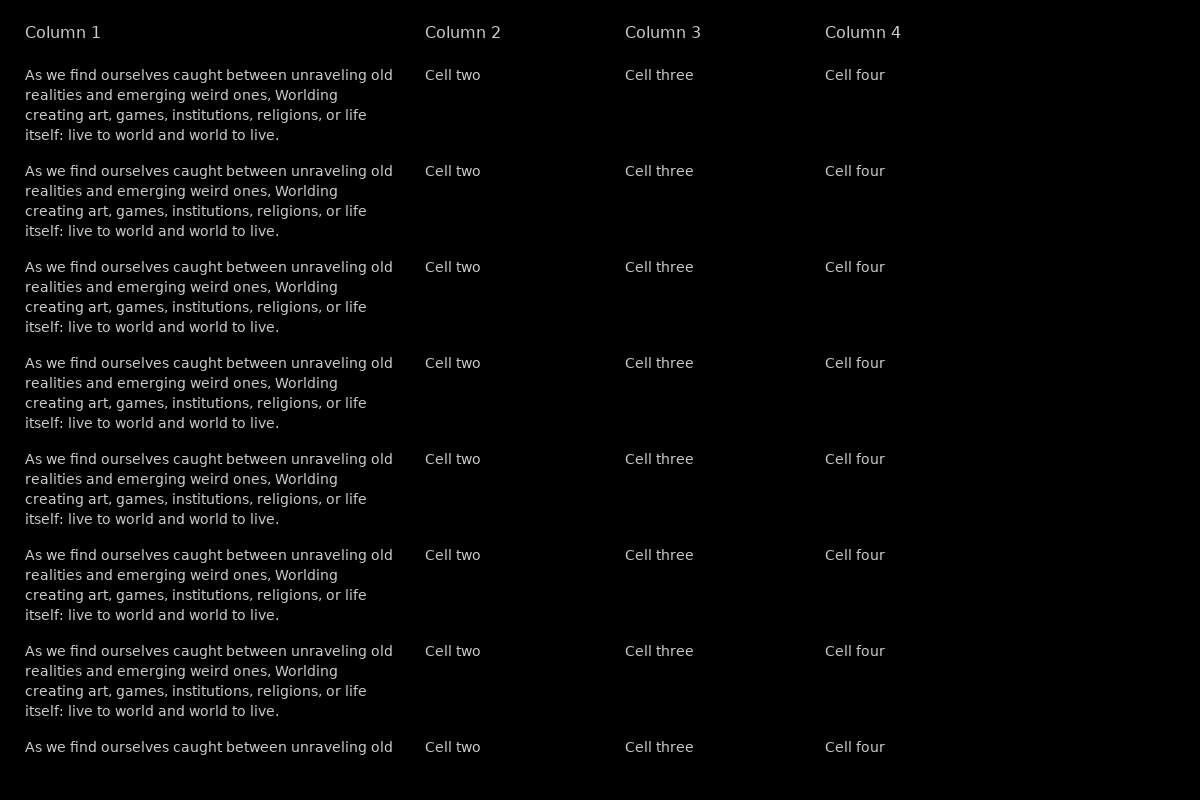 Column 1 Column 2 Column 3 Column 4
As we find ourselves caught between unraveling old Cell two Cell three Cell four
realities and emerging weird ones, Worlding
creating art, games, institutions, religions, or life
itself: live to world and world to live.
As we find ourselves caught between unraveling old Cell two Cell three Cell four
realities and emerging weird ones, Worlding
creating art, games, institutions, religions, or life
itself: live to world and world to live.
As we find ourselves caught between unraveling old Cell two Cell three Cell four
realities and emerging weird ones, Worlding
creating art, games, institutions, religions, or life
itself: live to world and world to live.
As we find ourselves caught between unraveling old Cell two Cell three Cell four
realities and emerging weird ones, Worlding
creating art, games, institutions, religions, or life
itself: live to world and world to live.
As we find ourselves caught between unraveling old Cell two Cell three Cell four
realities and emerging weird ones, Worlding
creating art, games, institutions, religions, or life
itself: live to world and world to live.
As we find ourselves caught between unraveling old Cell two Cell three Cell four
realities and emerging weird ones, Worlding
creating art, games, institutions, religions, or life
itself: live to world and world to live.
As we find ourselves caught between unraveling old Cell two Cell three Cell four
realities and emerging weird ones, Worlding
creating art, games, institutions, religions, or life
itself: live to world and world to live.
As we find ourselves caught between unraveling old Cell two Cell three Cell four